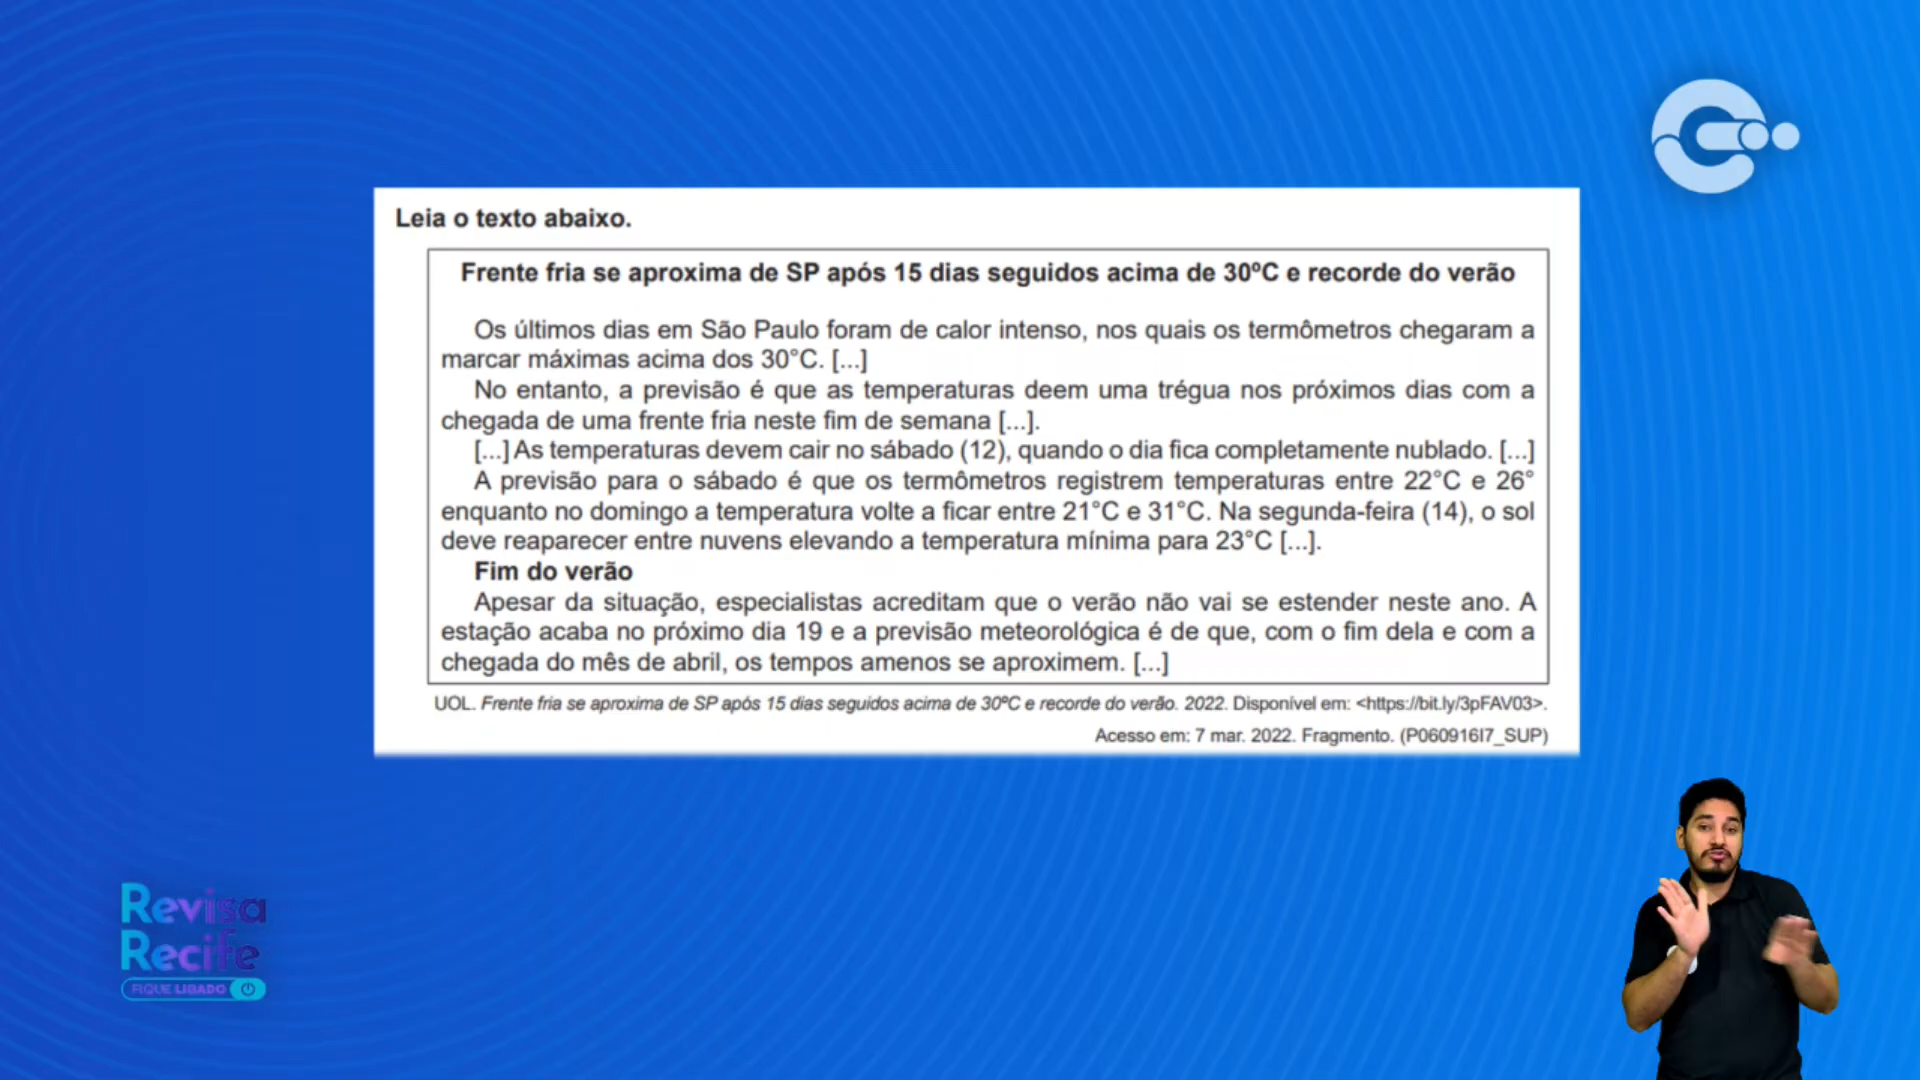 Leia o texto abaixo.
Frente fria se aproxima de SP após 15 dias seguidos acima de 30ºC e recorde do verão
Os últimos dias em São Paulo foram de calor intenso, nos quais os termômetros chegaram a
marcar máximas acima dos 30°C. [...]
No entanto, a previsão é que as temperaturas deem uma trégua nos próximos dias com a
chegada de uma frente fria neste fim de semana [...].
[...] As temperaturas devem cair no sábado (12), quando o dia fica completamente nublado. [...]
A previsão para o sábado é que os termômetros registrem temperaturas entre 22°C e 26°
enquanto no domingo a temperatura volte a ficar entre 21°C e 31°C. Na segunda-feira (14), o sol
deve reaparecer entre nuvens elevando a temperatura mínima para 23°C [...].
Fim do verão
Apesar da situação, especialistas acreditam que o verão não vai se estender neste ano. A
estação acaba no próximo dia 19 e a previsão meteorológica é de que, com o fim dela e com a
chegada do mês de abril, os tempos amenos se aproximem. [...]
UOL. Frente fria se aproxima de SP após 15 dias seguidos acima de 30ºC e recorde do verão. 2022. Disponível em: <https://bit.ly/3pFAV03>.
Acesso em: 7 mar. 2022. Fragmento. (P060916I7_SUP)
Revisa
Recife
FIQUE LIGADO